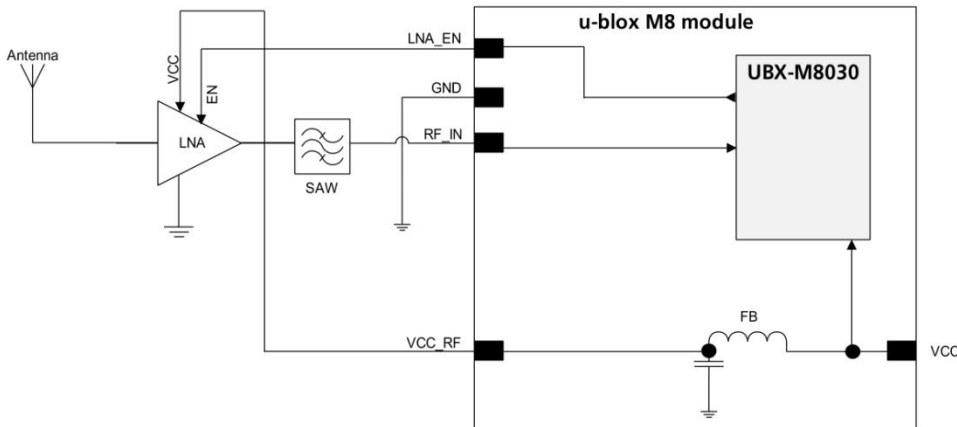 u-blox M8 module
LNA_EN
Antenna
VCC
EN
UBX-M8030
GND
LNA
RF_IN
SAW
FB
VCC_RF
VCC